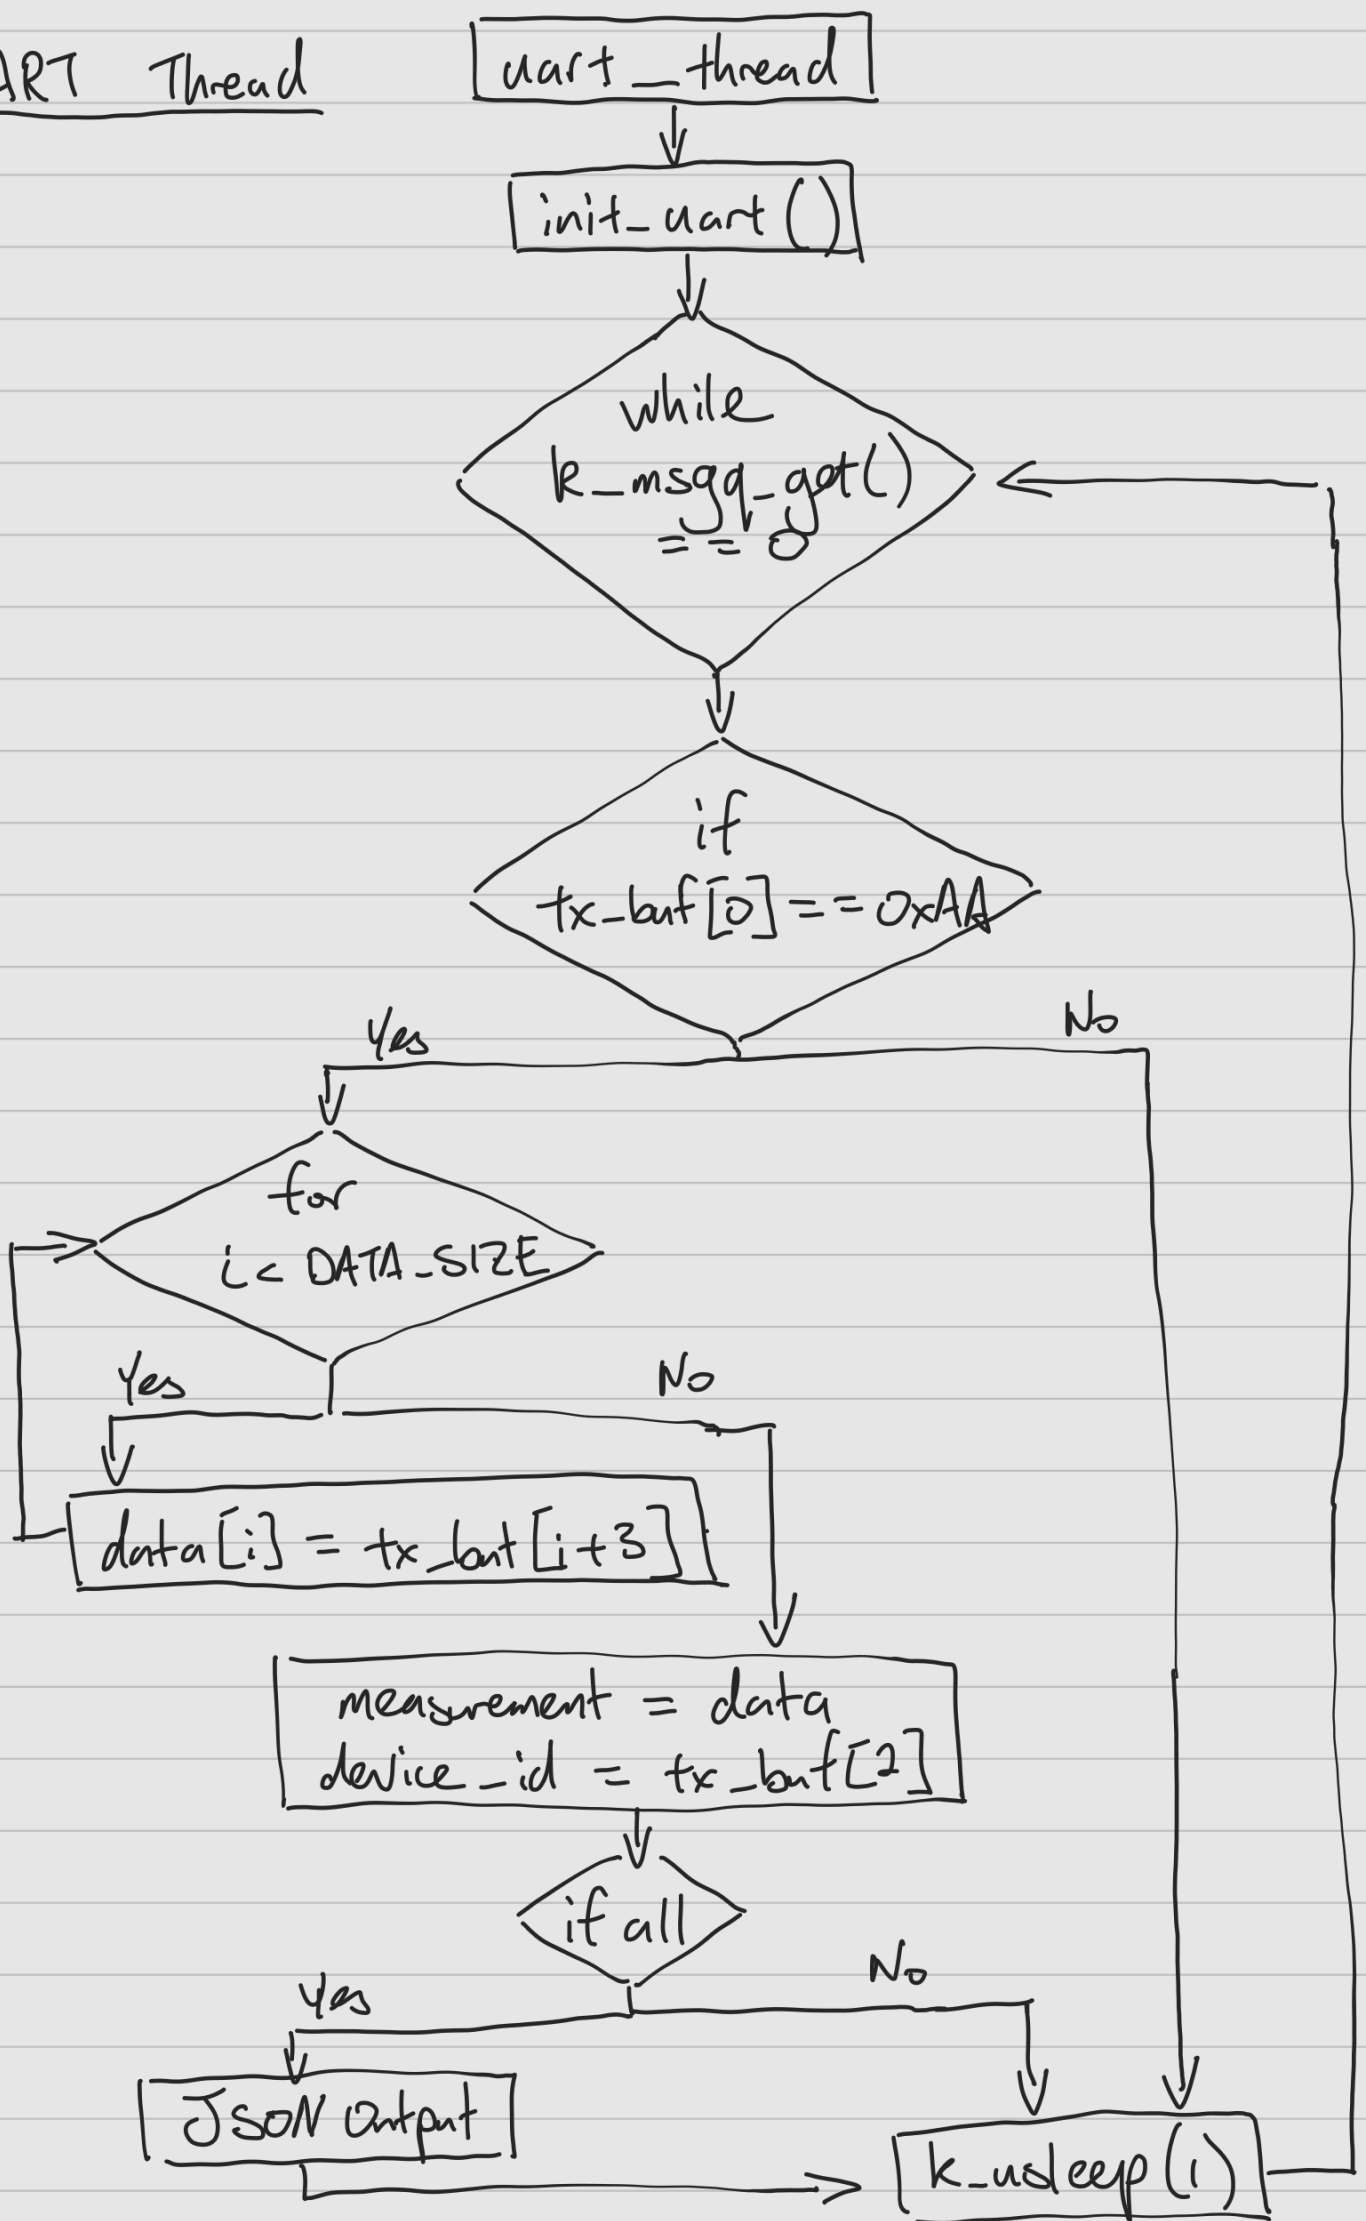 ART Thread
uart_thread
init_uart()
while
k_msgq_get()
== 0
if
tx_buf[0] == 0xAA
Yes
No
for
i < DATA_SIZE
Yes
No
data[i] = tx_buf[i+3]
measurement = data
device_id = tx_buf[2]
if all
Yes
No
JSON Output
k_usleep(1)